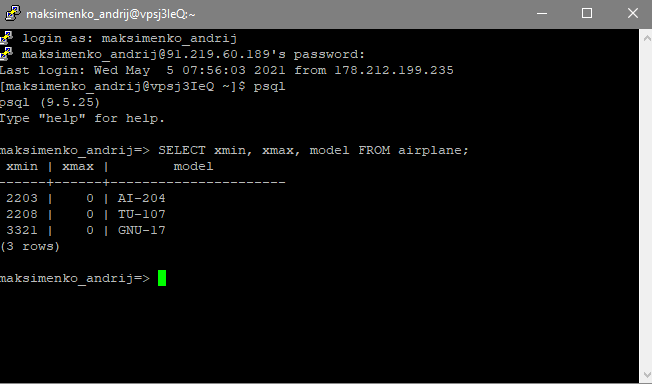 maksimenko_andrij@vpsj3IeQ:~
login as: maksimenko_andrij
maksimenko_andrij@91.219.60.189's password:
Last login: Wed May  5 07:56:03 2021 from 178.212.199.235
[maksimenko_andrij@vpsj3IeQ ~]$ psql
psql (9.5.25)
Type "help" for help.
maksimenko_andrij=> SELECT xmin, xmax, model FROM airplane;
 xmin | xmax |        model
------+------+----------------------
 2203 |    0 | AI-204
 2208 |    0 | TU-107
 3321 |    0 | GNU-17
(3 rows)
maksimenko_andrij=>